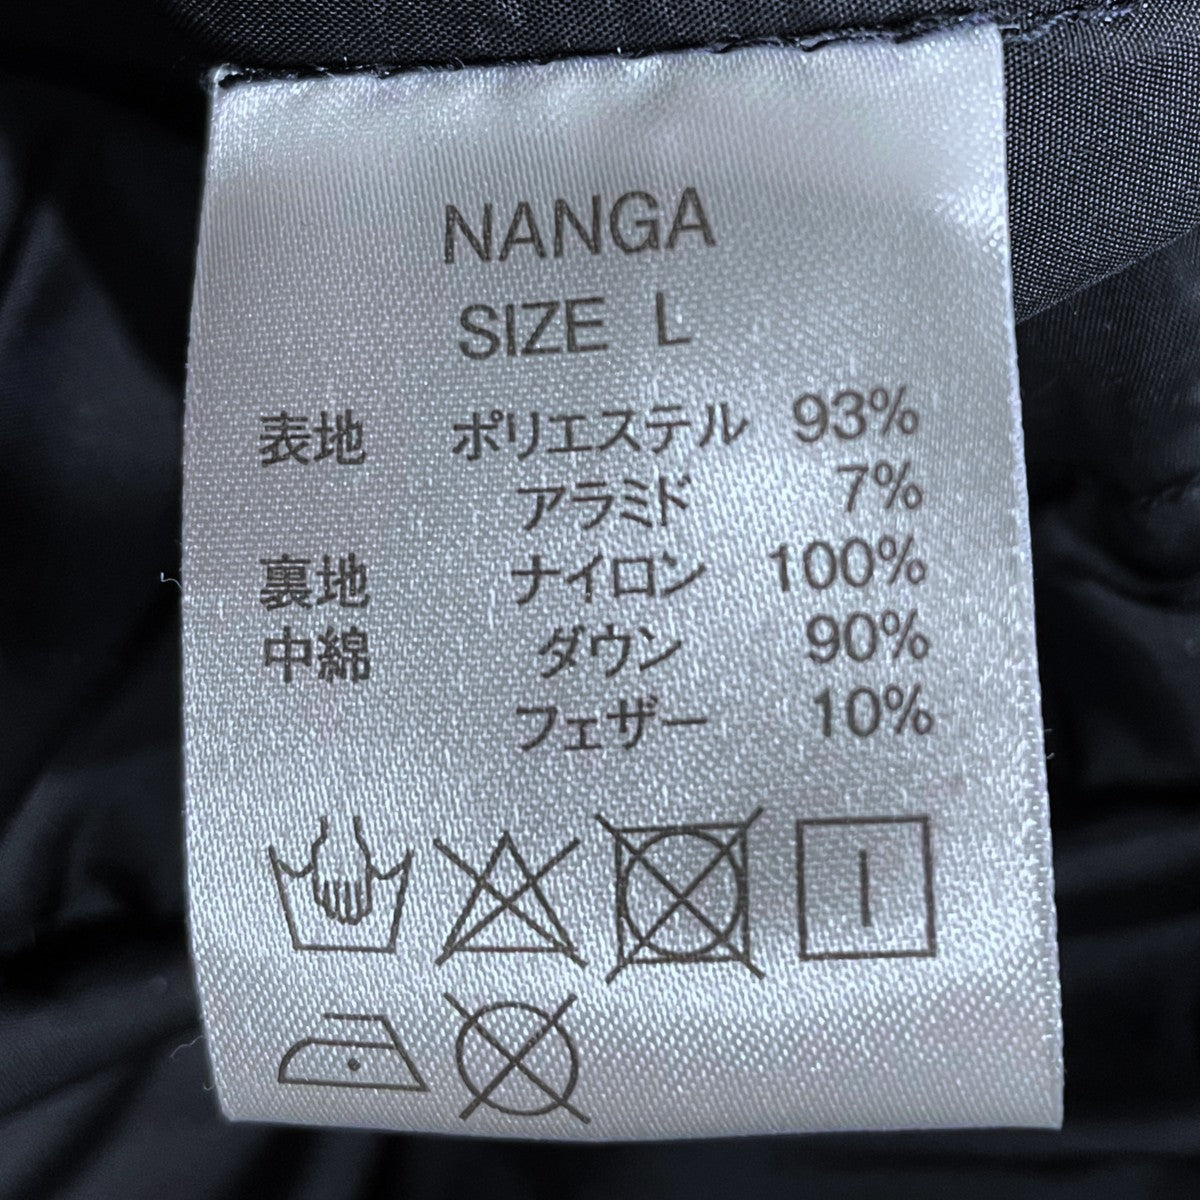 NANGA
SIZE L
表地 ポリエステル 93%
アラミド 7%
裏地 ナイロン 100%
中綿 ダウン 90%
フェザー 10%